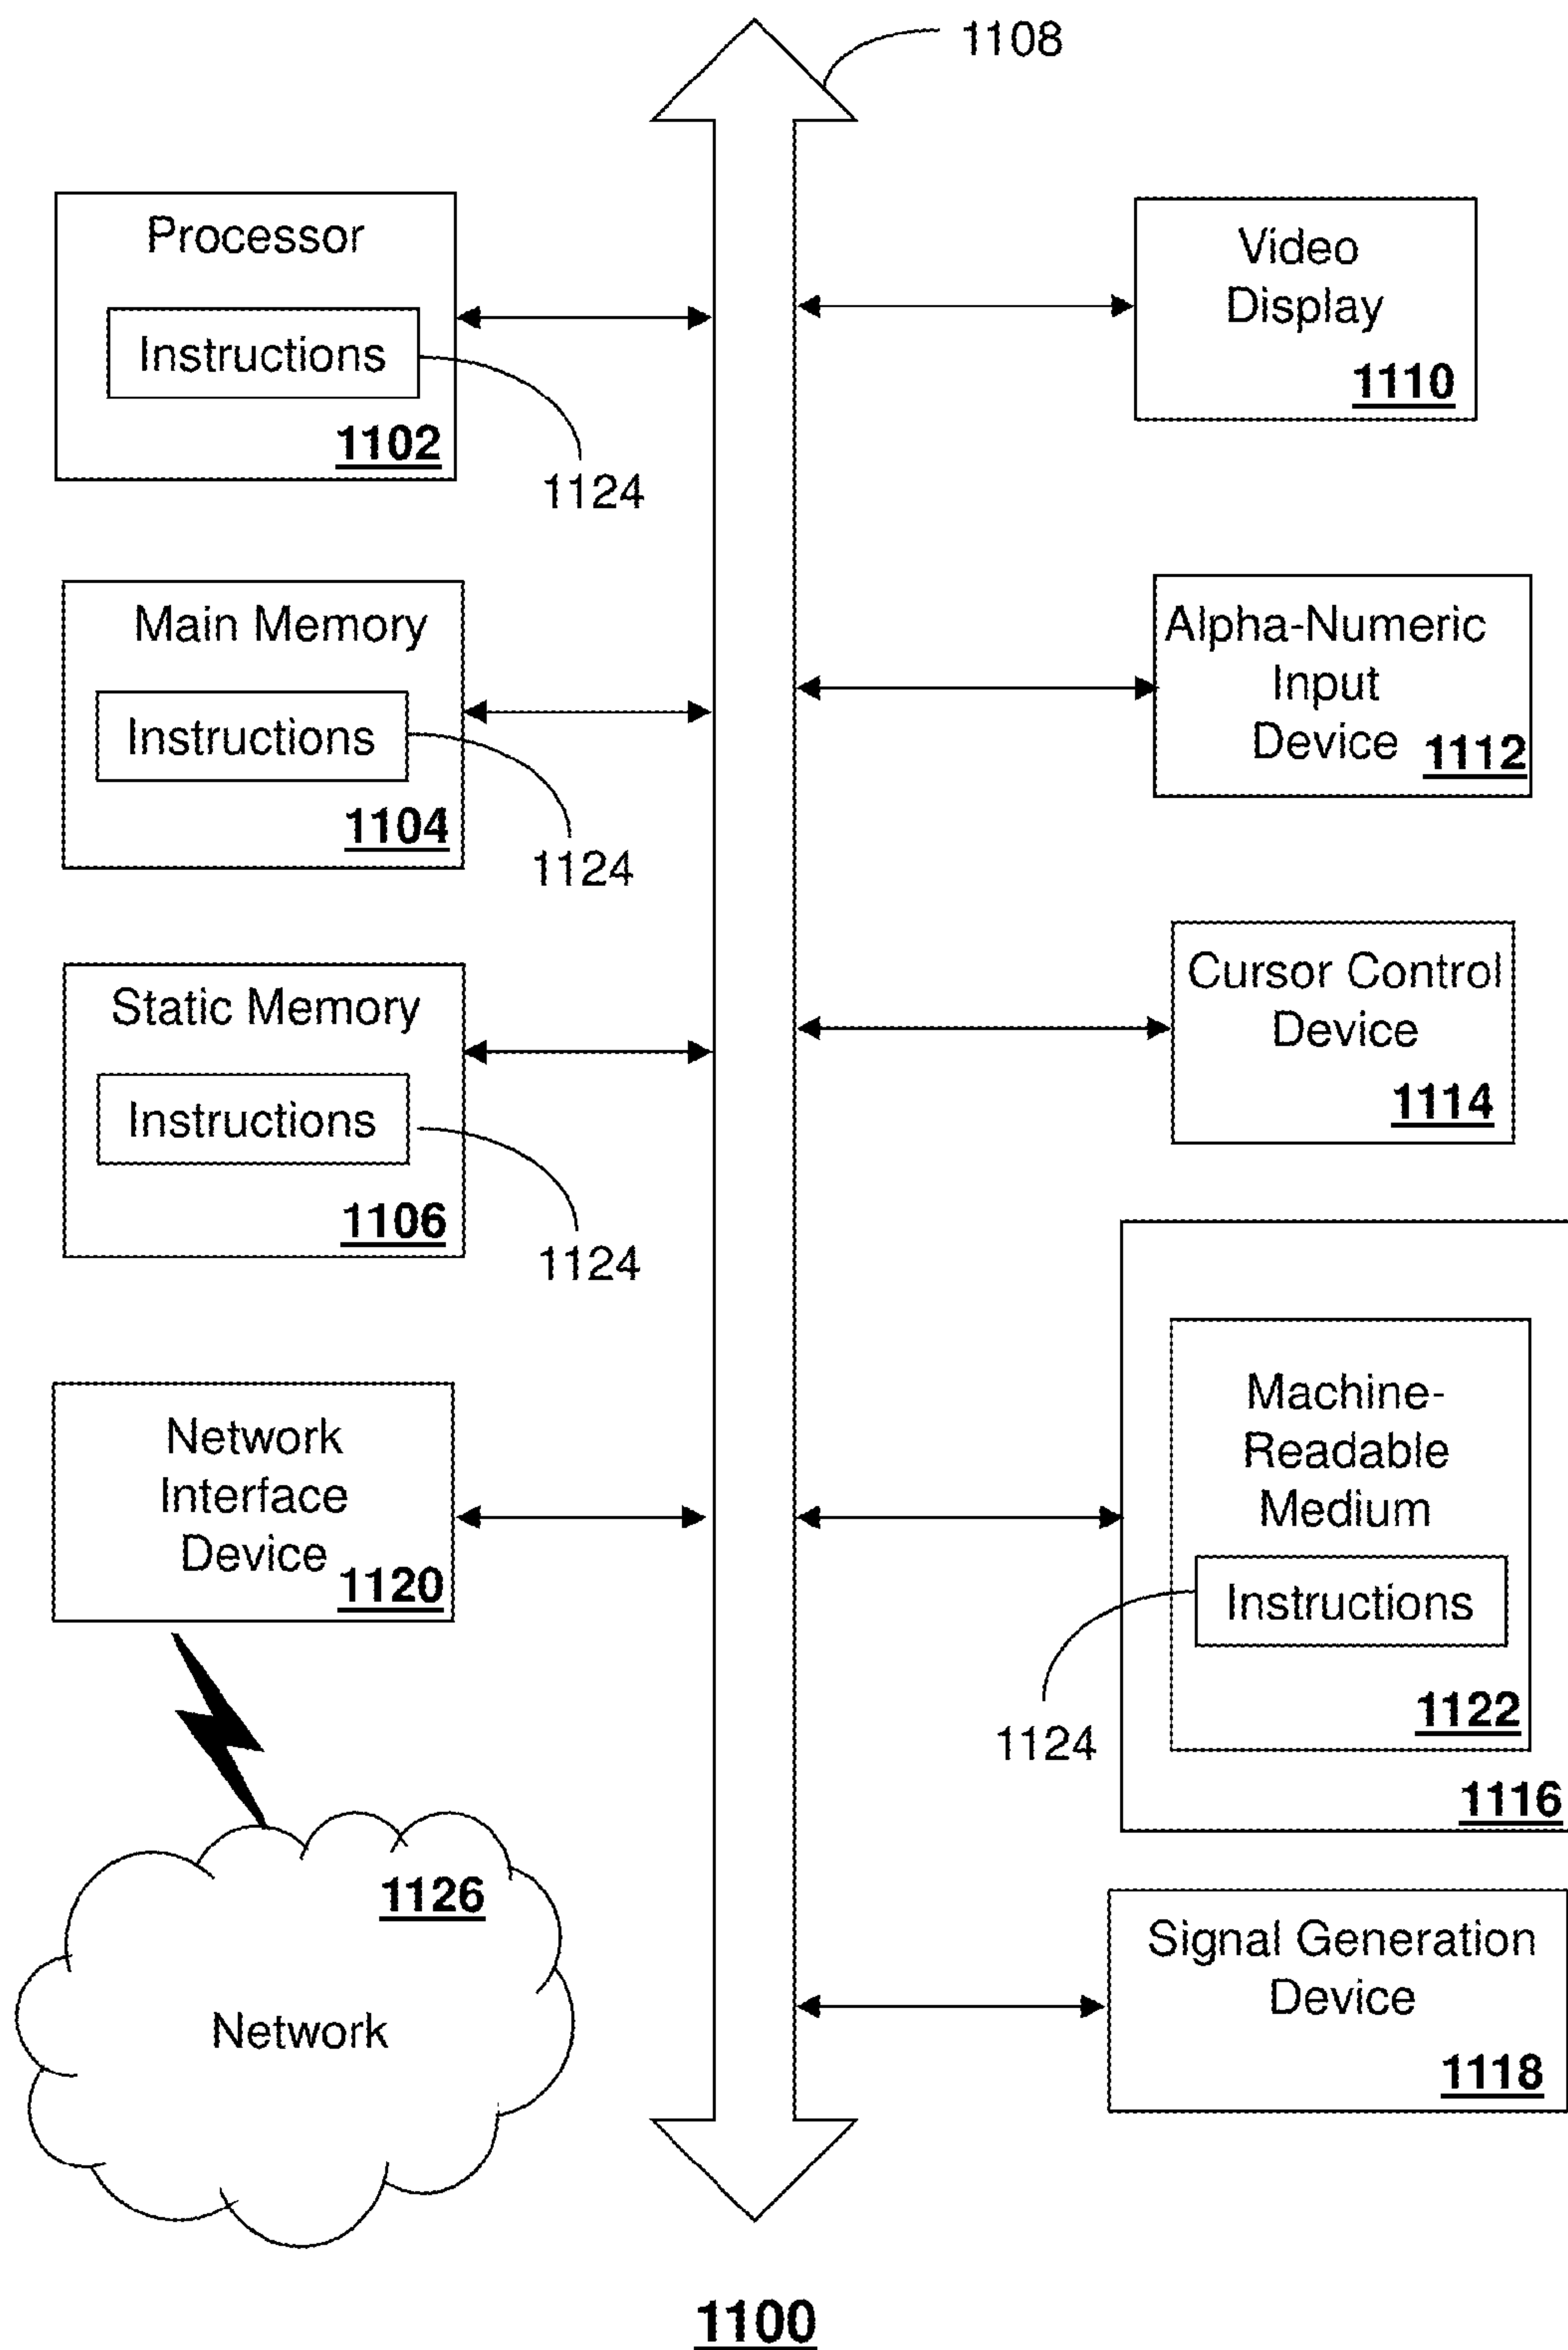 1108
Processor
Instructions
1102
1124
Main Memory
Instructions
1104
1124
Static Memory
Instructions
1106
1124
Network
Interface
Device
1120
1126
Network
Video
Display
1110
Alpha-Numeric
Input
Device
1112
Cursor Control
Device
1114
Machine-
Readable
Medium
Instructions
1122
1124
1116
Signal Generation
Device
1118
1100